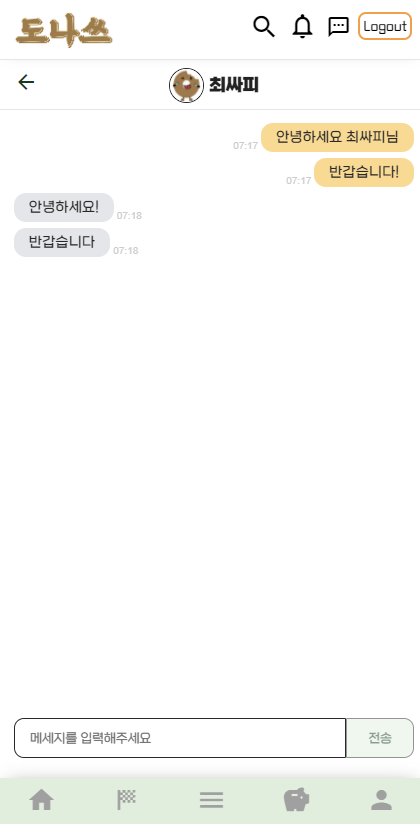 도나쓰
Logout
최싸피
07:17 안녕하세요 최싸피님
07:17 반갑습니다!
안녕하세요! 07:18
반갑습니다 07:18
메세지를 입력해주세요
전송